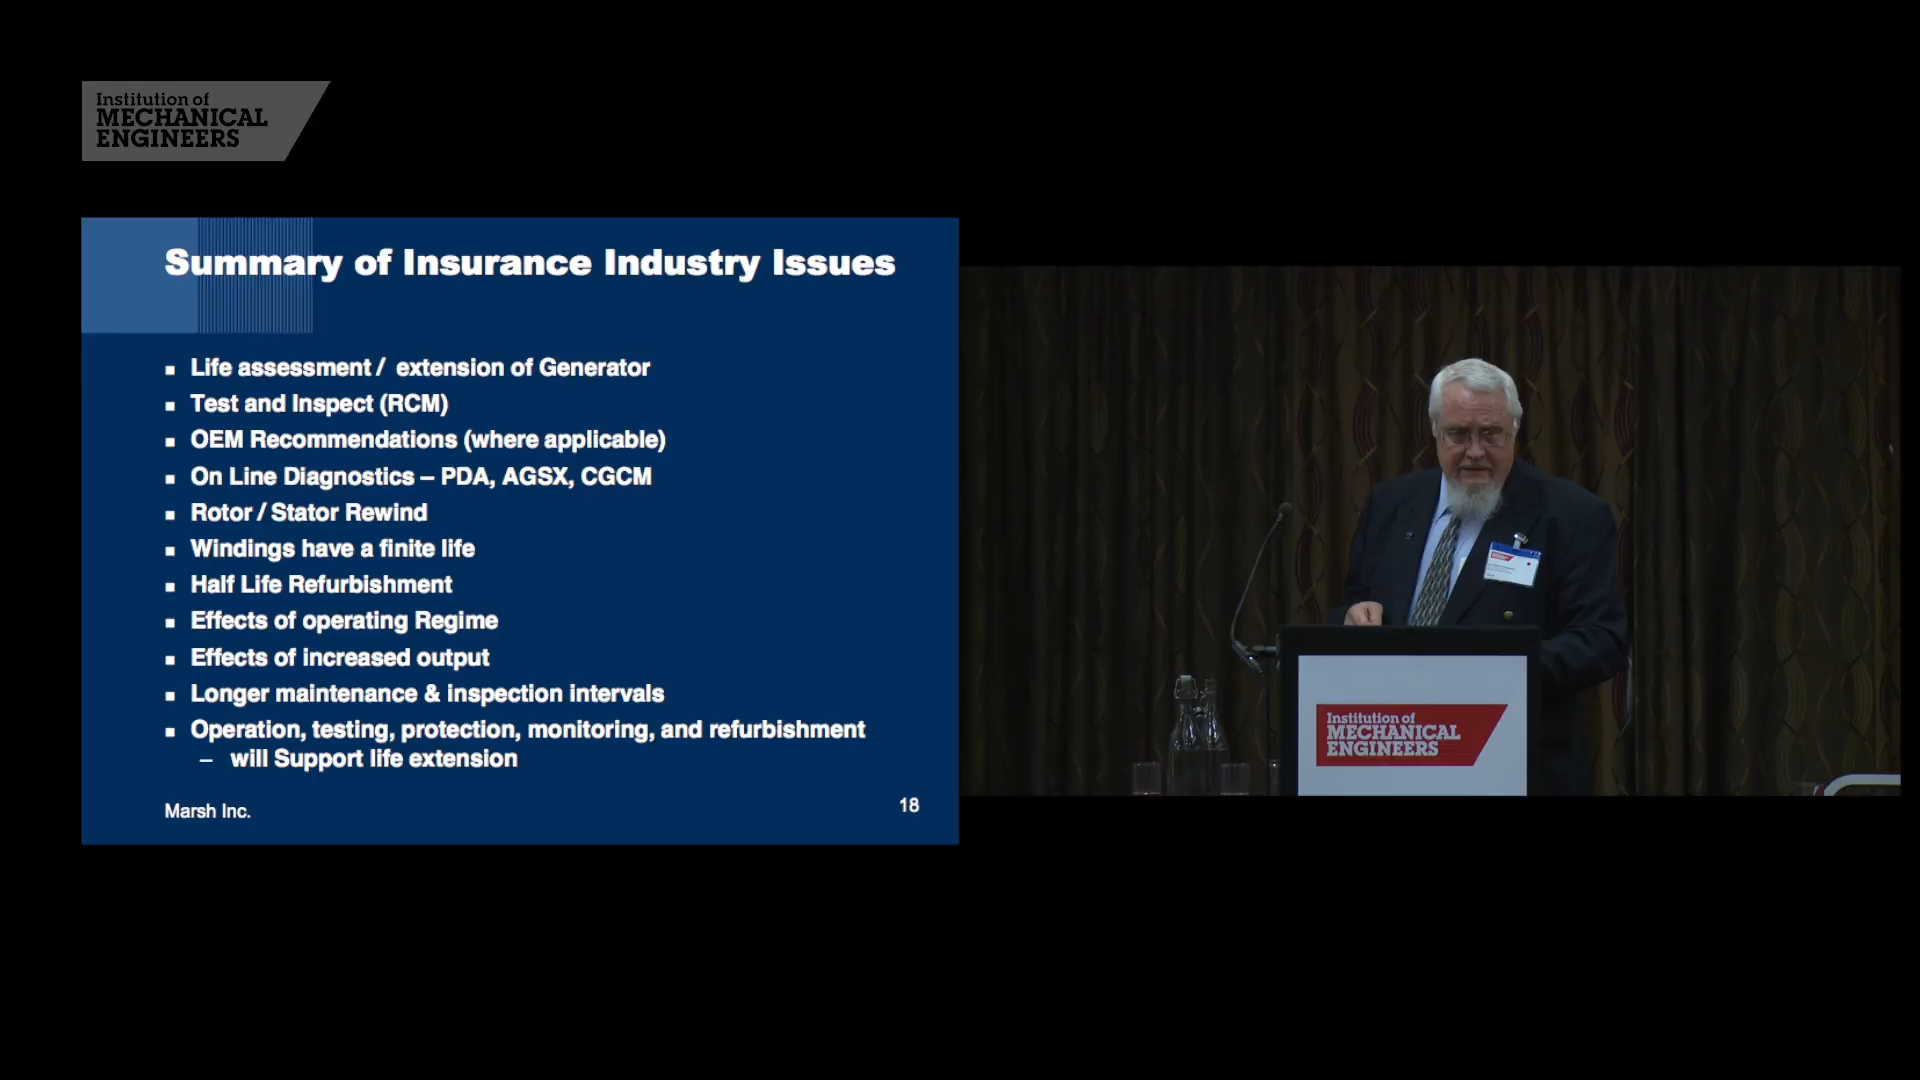 Institution of
MECHANICAL
ENGINEERS
Summary of Insurance Industry Issues
▪ Life assessment / extension of Generator
▪ Test and Inspect (RCM)
▪ OEM Recommendations (where applicable)
▪ On Line Diagnostics – PDA, AGSX, CGCM
▪ Rotor / Stator Rewind
▪ Windings have a finite life
▪ Half Life Refurbishment
▪ Effects of operating Regime
▪ Effects of increased output
▪ Longer maintenance & inspection intervals
▪ Operation, testing, protection, monitoring, and refurbishment
– will Support life extension
Marsh Inc.
18
Institution of
MECHANICAL
ENGINEERS